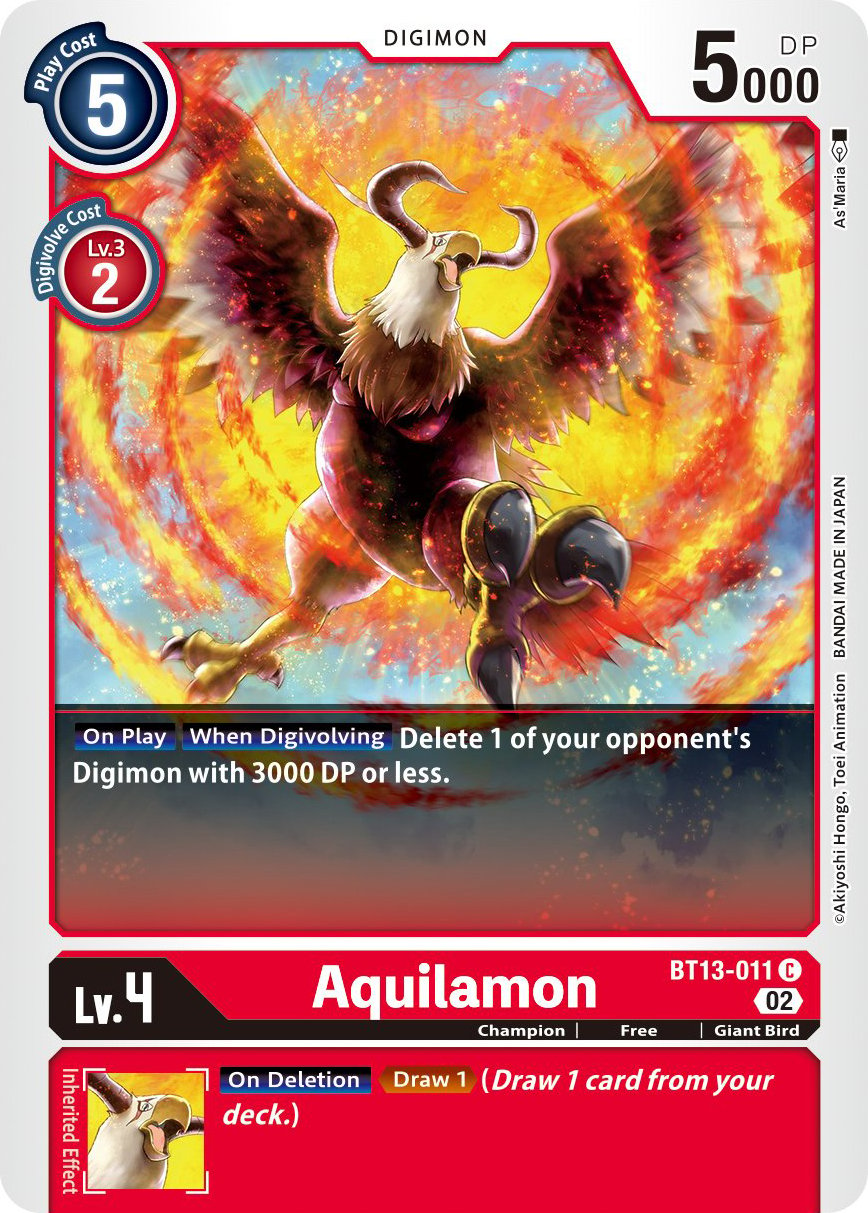 DIGIMON
Play Cost
5
DP
5000
Digivolve Cost
Lv.3
2
As'Maria
On Play When Digivolving Delete 1 of your opponent's
Digimon with 3000 DP or less.
©Akiyoshi Hongo, Toei Animation BANDAI MADE IN JAPAN
Lv.4
Aquilamon
BT13-011 C
02
Champion | Free | Giant Bird
Inherited Effect
On Deletion Draw 1 (Draw 1 card from your
deck.)